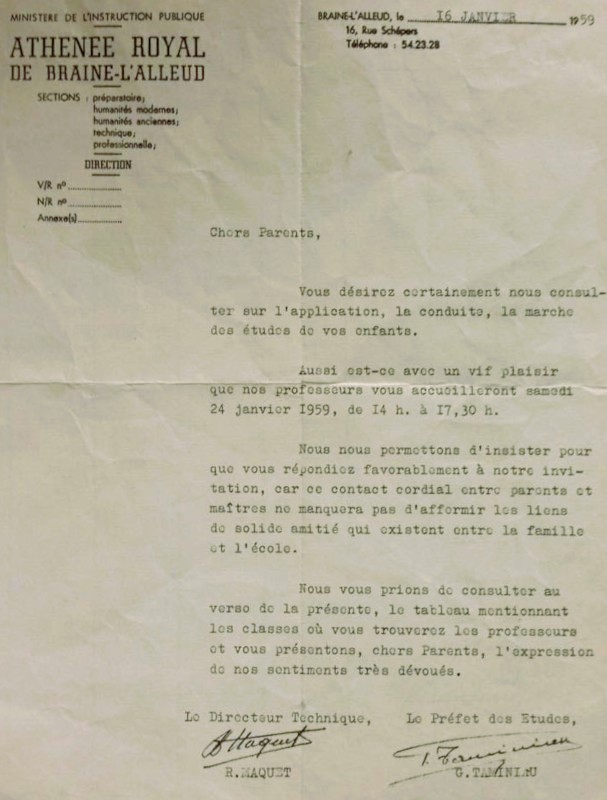 MINISTERE DE L'INSTRUCTION PUBLIQUE
ATHENÉE ROYAL
DE BRAINE-L'ALLEUD
SECTIONS : préparatoire;
humanités modernes;
humanités anciennes;
technique;
professionnelle;
DIRECTION
V/R nº
N/R nº
Annexe(s)
BRAINE-L'ALLEUD, le 16 JANVIER 1959
16, Rue Schépers
Téléphone : 54.23.28
Chers Parents,
Vous désirez certainement nous consul-
ter sur l'application, la conduite, la marche
des études de vos enfants.
Aussi est-ce avec un vif plaisir
que nos professeurs vous accueilleront samedi
24 janvier 1959, de 14 h. à 17,30 h.
Nous nous permettons d'insister pour
que vous répondiez favorablement à notre invi-
tation, car ce contact cordial entre parents et
maîtres ne manquera pas d'affermir les liens
de solide amitié qui existent entre la famille
et l'école.
Nous vous prions de consulter au
verso de la présente, le tableau mentionnant
les classes où vous trouverez les professeurs
et vous présentons, chers Parents, l'expression
de nos sentiments très dévoués.
Le Directeur Technique, Le Préfet des Etudes,
R.MAQUET G.TAMINIAU